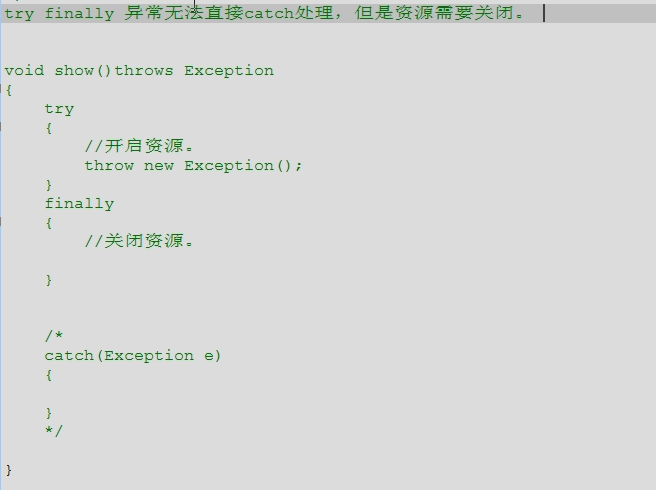 try finally 异常无法直接catch处理，但是资源需要关闭。
void show()throws Exception
{
try
{
//开启资源。
throw new Exception();
}
finally
{
//关闭资源。
}
/*
catch(Exception e)
{
}
*/
}